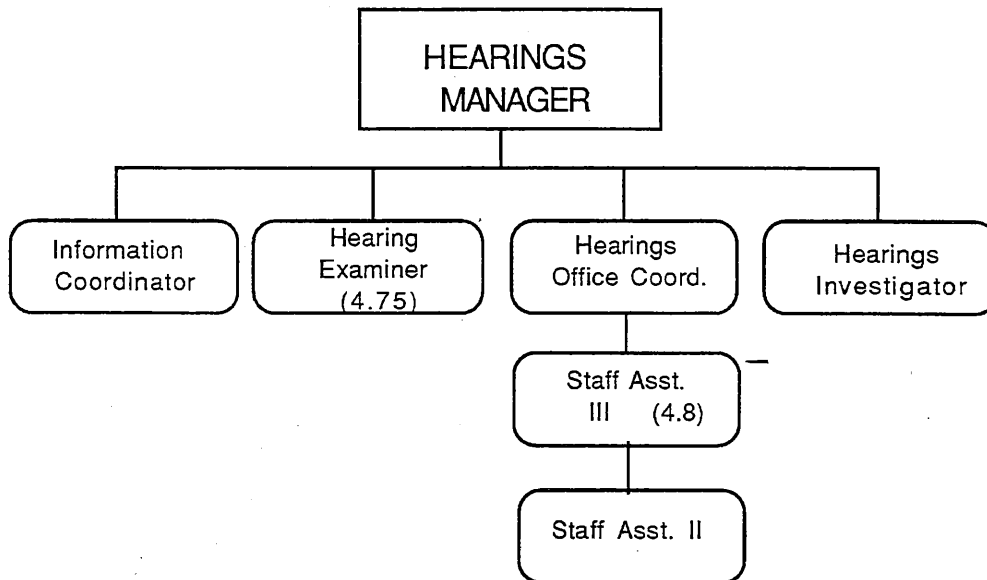 HEARINGS
MANAGER
Information
Coordinator
Hearing
Examiner
(4.75)
Hearings
Office Coord.
Hearings
Investigator
Staff Asst.
III (4.8)
Staff Asst. II